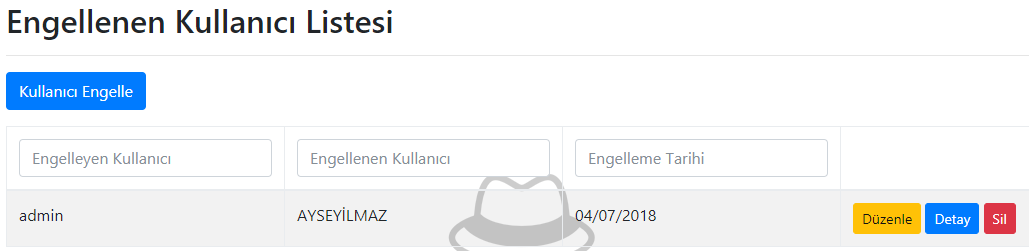 Engellenen Kullanıcı Listesi
Kullanıcı Engelle
Engelleyen Kullanıcı Engellenen Kullanıcı Engelleme Tarihi
admin AYSEYİLMAZ 04/07/2018 Düzenle Detay Sil